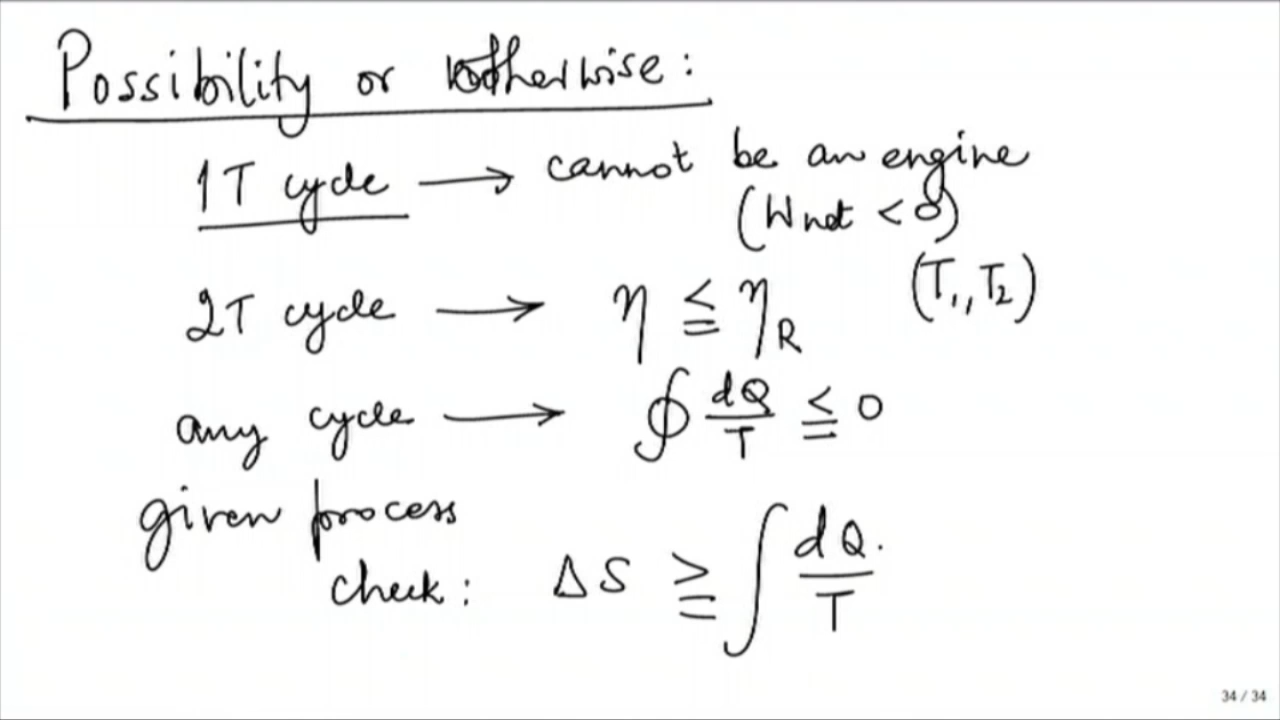 Possibility or otherwise:
1T cycle → cannot be an engine
(Wnet < 0)
2T cycle → η ≦ η_R (T₁, T₂)
any cycle → ∮ dQ/T ≦ 0
given process
check: ΔS ≧ ∫ dQ/T
34 / 34